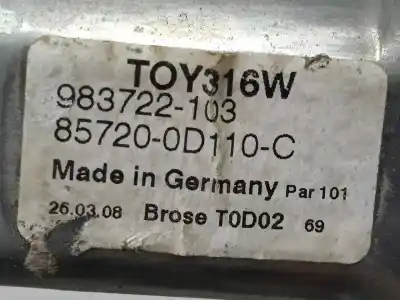 TOY316W
983722-103
85720-0D110-C
Made in Germany Par 101
26.03.08 Brose T0D02 69